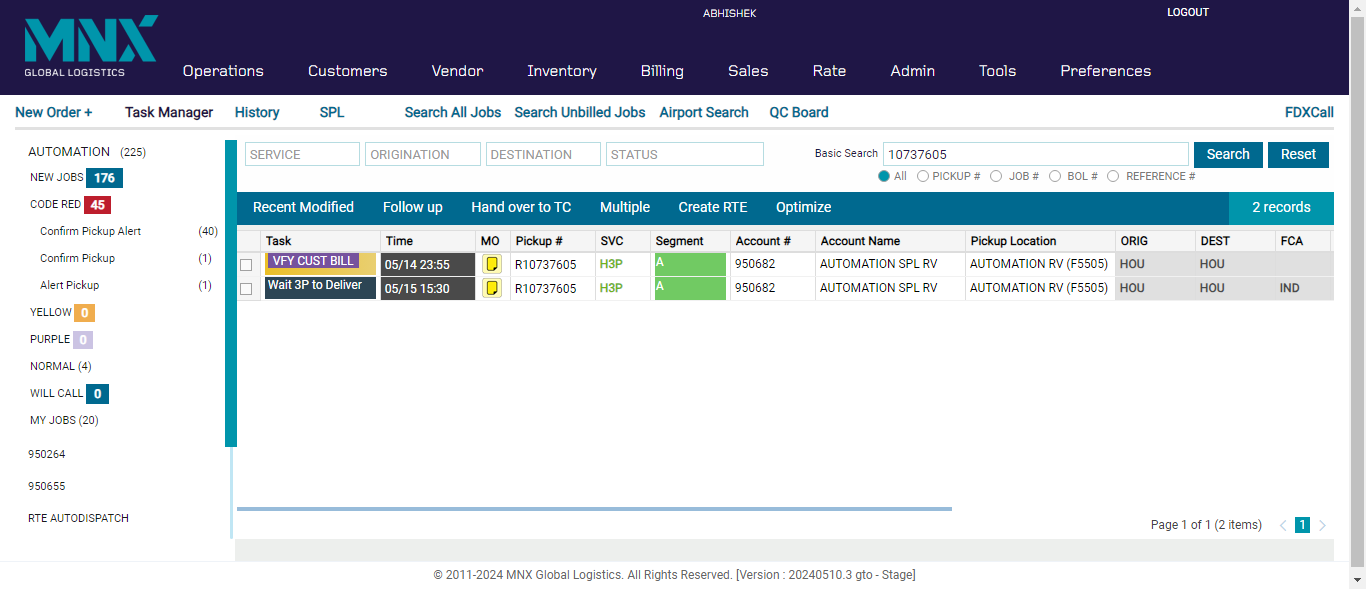 ABHISHEK
LOGOUT
MNX
GLOBAL LOGISTICS
Operations Customers Vendor Inventory Billing Sales Rate Admin Tools Preferences
New Order + Task Manager History SPL Search All Jobs Search Unbilled Jobs Airport Search QC Board FDXCall
AUTOMATION (225)
NEW JOBS 176
CODE RED 45
Confirm Pickup Alert (40)
Confirm Pickup (1)
Alert Pickup (1)
YELLOW 0
PURPLE 0
NORMAL (4)
WILL CALL 0
MY JOBS (20)
950264
950655
RTE AUTODISPATCH
SERVICE ORIGINATION DESTINATION STATUS Basic Search 10737605 Search Reset
All PICKUP # JOB # BOL # REFERENCE #
Recent Modified Follow up Hand over to TC Multiple Create RTE Optimize 2 records
Task Time MO Pickup # SVC Segment Account # Account Name Pickup Location ORIG DEST FCA
VFY CUST BILL 05/14 23:55 R10737605 H3P A 950682 AUTOMATION SPL RV AUTOMATION RV (F5505) HOU HOU
Wait 3P to Deliver 05/15 15:30 R10737605 H3P A 950682 AUTOMATION SPL RV AUTOMATION RV (F5505) HOU HOU IND
Page 1 of 1 (2 items) 1
© 2011-2024 MNX Global Logistics. All Rights Reserved. [Version : 20240510.3 gto - Stage]